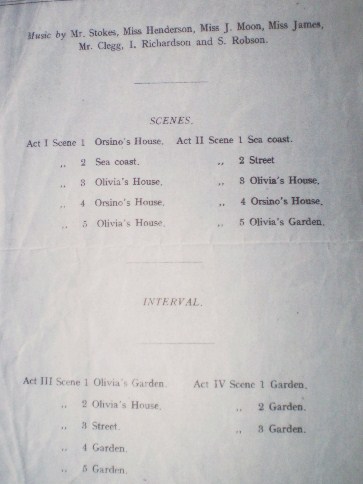 Music by Mr. Stokes, Miss Henderson, Miss J. Moon, Miss James,
Mr. Clegg, I. Richardson and S. Robson.
SCENES.
Act I Scene 1 Orsino's House. Act II Scene 1 Sea coast.
,, 2 Sea coast. ,, 2 Street
,, 3 Olivia's House. ,, 3 Olivia's House.
,, 4 Orsino's House. ,, 4 Orsino's House.
,, 5 Olivia's House. ,, 5 Olivia's Garden.
INTERVAL.
Act III Scene 1 Olivia's Garden. Act IV Scene 1 Garden.
,, 2 Olivia's House. ,, 2 Garden.
,, 3 Street. ,, 3 Garden.
,, 4 Garden.
,, 5 Garden.